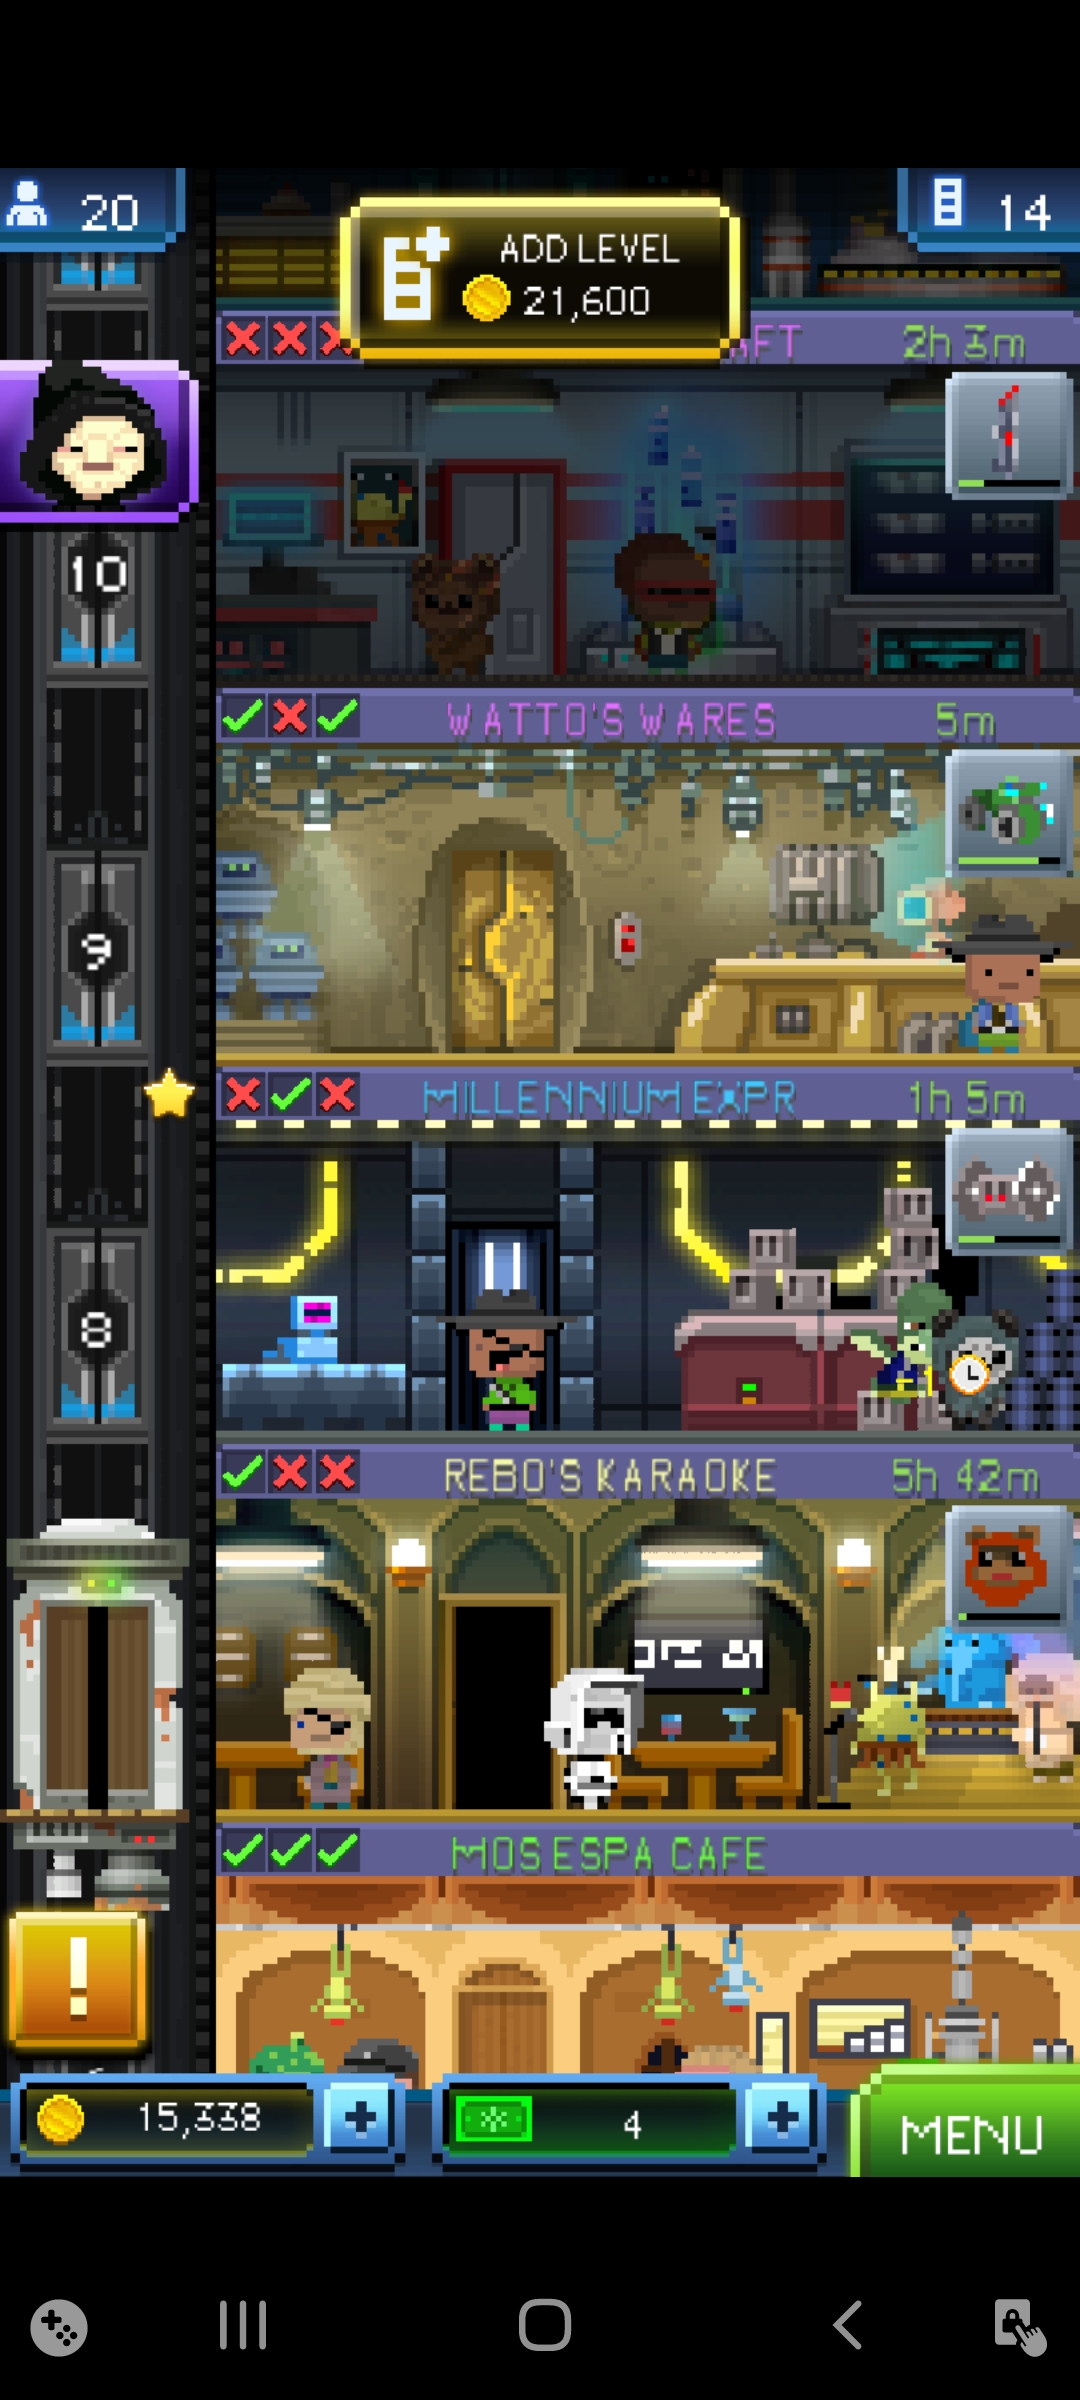 20
ADD LEVEL
21,600
14
AFT 2h 3m
10
WATTO'S WARES 5m
9
MILLENNIUM EXPR 1h 5m
8
REBO'S KARAOKE 5h 42m
MOS ESPA CAFE
!
15,338 +
4 +
MENU